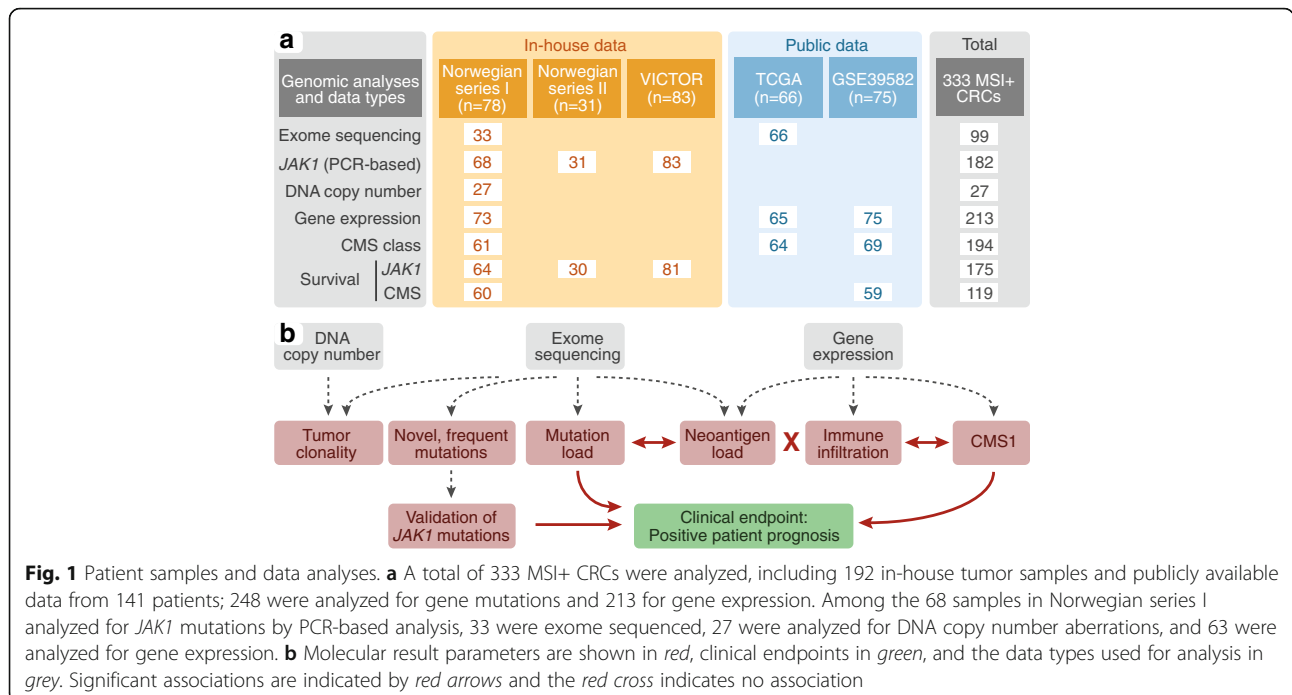 a
In-house data
Public data
Total
Genomic analyses and data types
Norwegian series I (n=78)
Norwegian series II (n=31)
VICTOR (n=83)
TCGA (n=66)
GSE39582 (n=75)
333 MSI+ CRCs
Exome sequencing 33 66 99
JAK1 (PCR-based) 68 31 83 182
DNA copy number 27 27
Gene expression 73 65 75 213
CMS class 61 64 69 194
Survival
JAK1 64 30 81 175
CMS 60 59 119
b
DNA copy number
Exome sequencing
Gene expression
Tumor clonality
Novel, frequent mutations
Mutation load
Neoantigen load
X
Immune infiltration
CMS1
Validation of JAK1 mutations
Clinical endpoint: Positive patient prognosis
Fig. 1 Patient samples and data analyses. a A total of 333 MSI+ CRCs were analyzed, including 192 in-house tumor samples and publicly available
data from 141 patients; 248 were analyzed for gene mutations and 213 for gene expression. Among the 68 samples in Norwegian series I
analyzed for JAK1 mutations by PCR-based analysis, 33 were exome sequenced, 27 were analyzed for DNA copy number aberrations, and 63 were
analyzed for gene expression. b Molecular result parameters are shown in red, clinical endpoints in green, and the data types used for analysis in
grey. Significant associations are indicated by red arrows and the red cross indicates no association